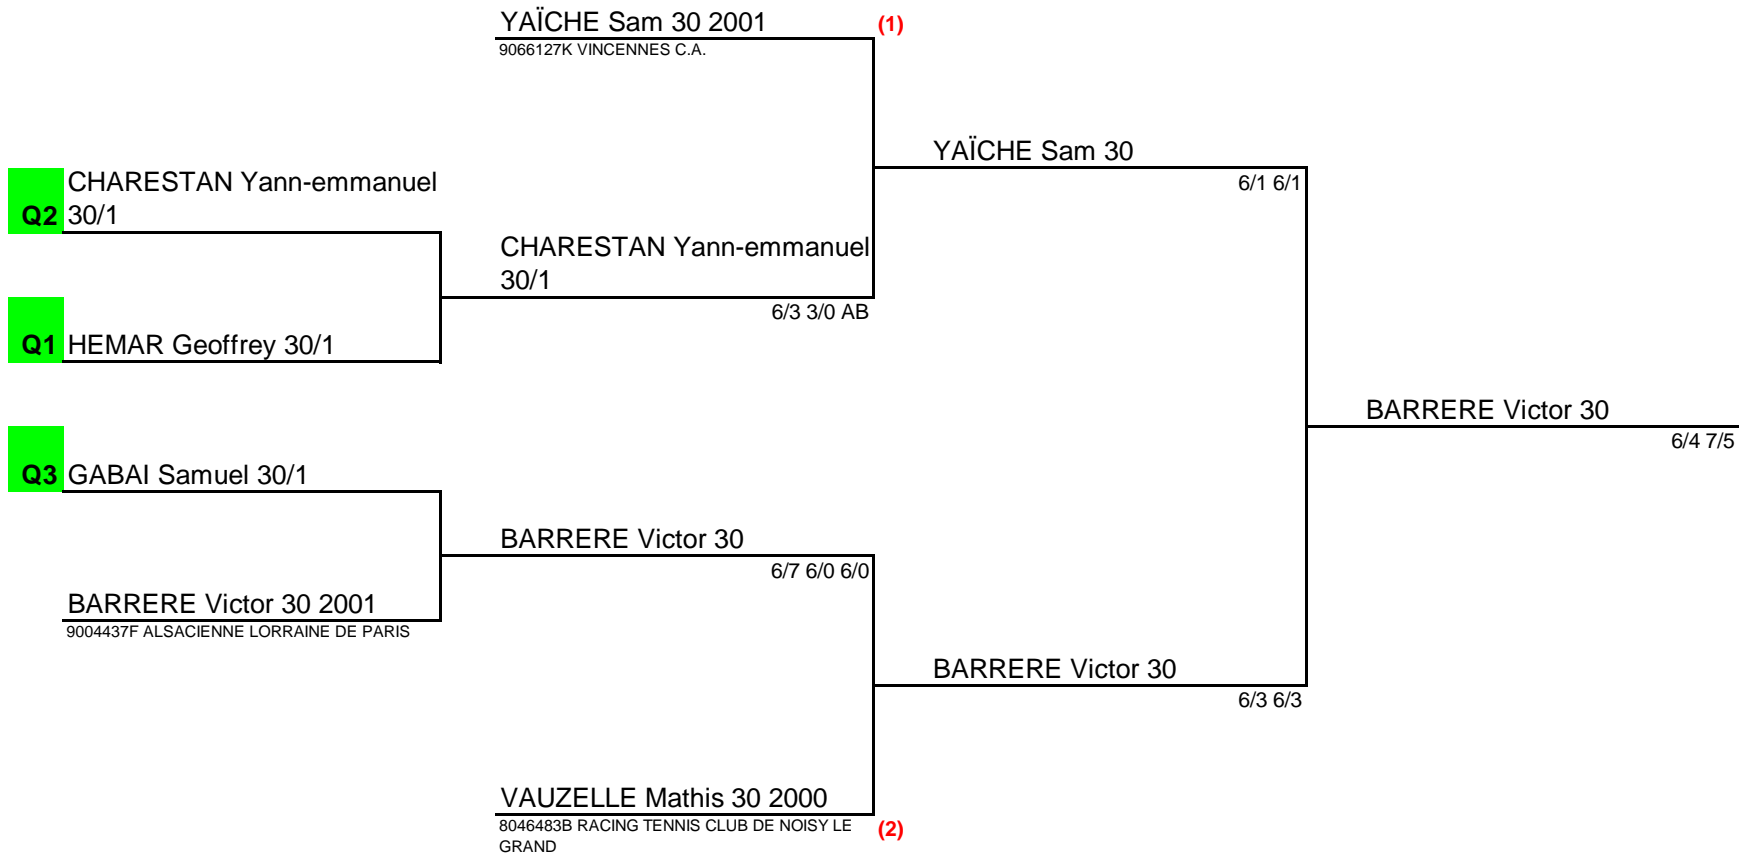 YAÏCHE Sam 30 2001
(1)
9066127K VINCENNES C.A.
YAÏCHE Sam 30
6/1 6/1
CHARESTAN Yann-emmanuel
Q2 30/1
CHARESTAN Yann-emmanuel
30/1
6/3 3/0 AB
Q1 HEMAR Geoffrey 30/1
BARRERE Victor 30
6/4 7/5
Q3 GABAI Samuel 30/1
BARRERE Victor 30
6/7 6/0 6/0
BARRERE Victor 30 2001
9004437F ALSACIENNE LORRAINE DE PARIS
BARRERE Victor 30
6/3 6/3
VAUZELLE Mathis 30 2000
8046483B RACING TENNIS CLUB DE NOISY LE
GRAND
(2)